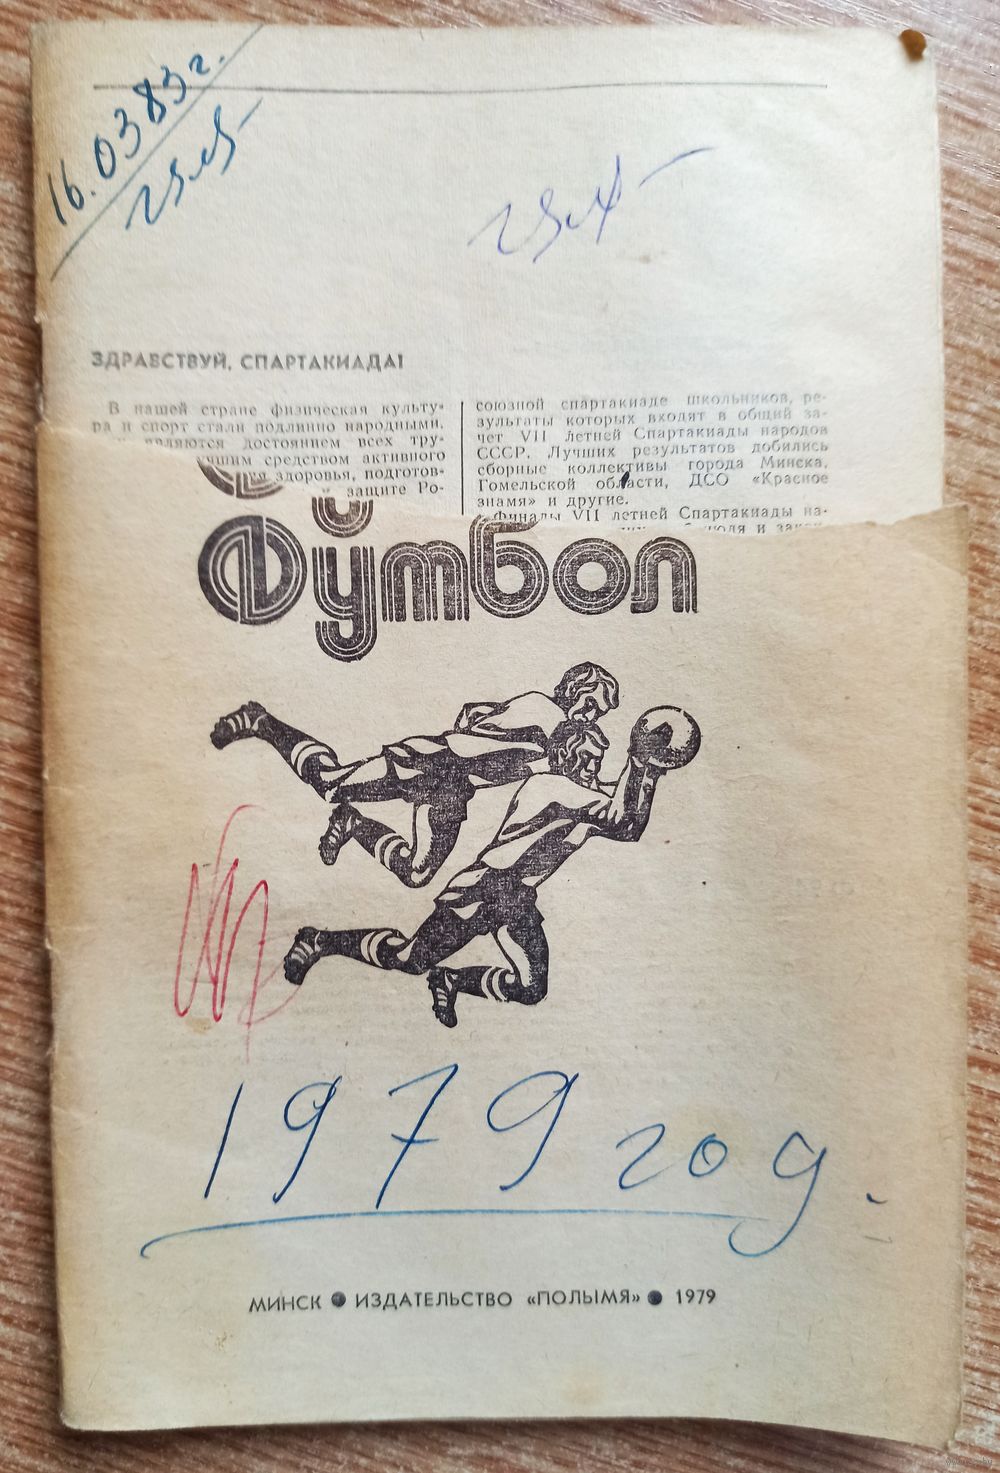 16.03 83 г.
ЗДРАВСТВУЙ, СПАРТАКИАДА!
В нашей стране физическая культу-
ра и спорт стали подлинно народными.
являются достоянием всех тру-
чшим средством активного
я здоровья, подготов-
защите Ро-
союзной спартакиаде школьников, ре-
зультаты которых входят в общий за-
чет VII летней Спартакиады народов
СССР. Лучших результатов добились
сборные коллективы города Минска,
Гомельской области, ДСО «Красное
знамя» и другие.
Финалы VII летней Спартакиады на-
Футбол
1979 год.
МИНСК ● ИЗДАТЕЛЬСТВО «ПОЛЫМЯ» ● 1979